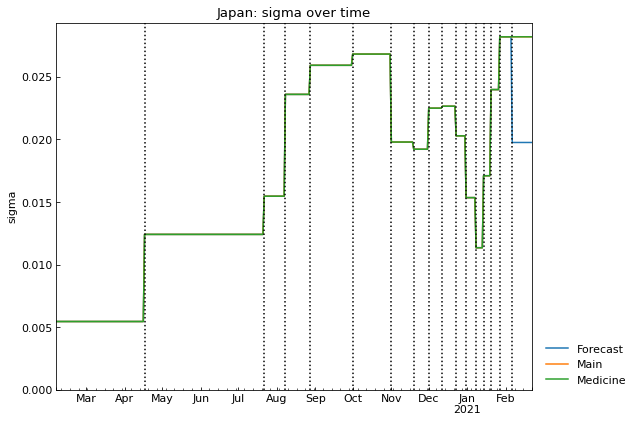 Japan: sigma over time
sigma
0.025
0.020
0.015
0.010
0.005
0.000
Mar Apr May Jun Jul Aug Sep Oct Nov Dec Jan Feb
2021
Forecast
Main
Medicine